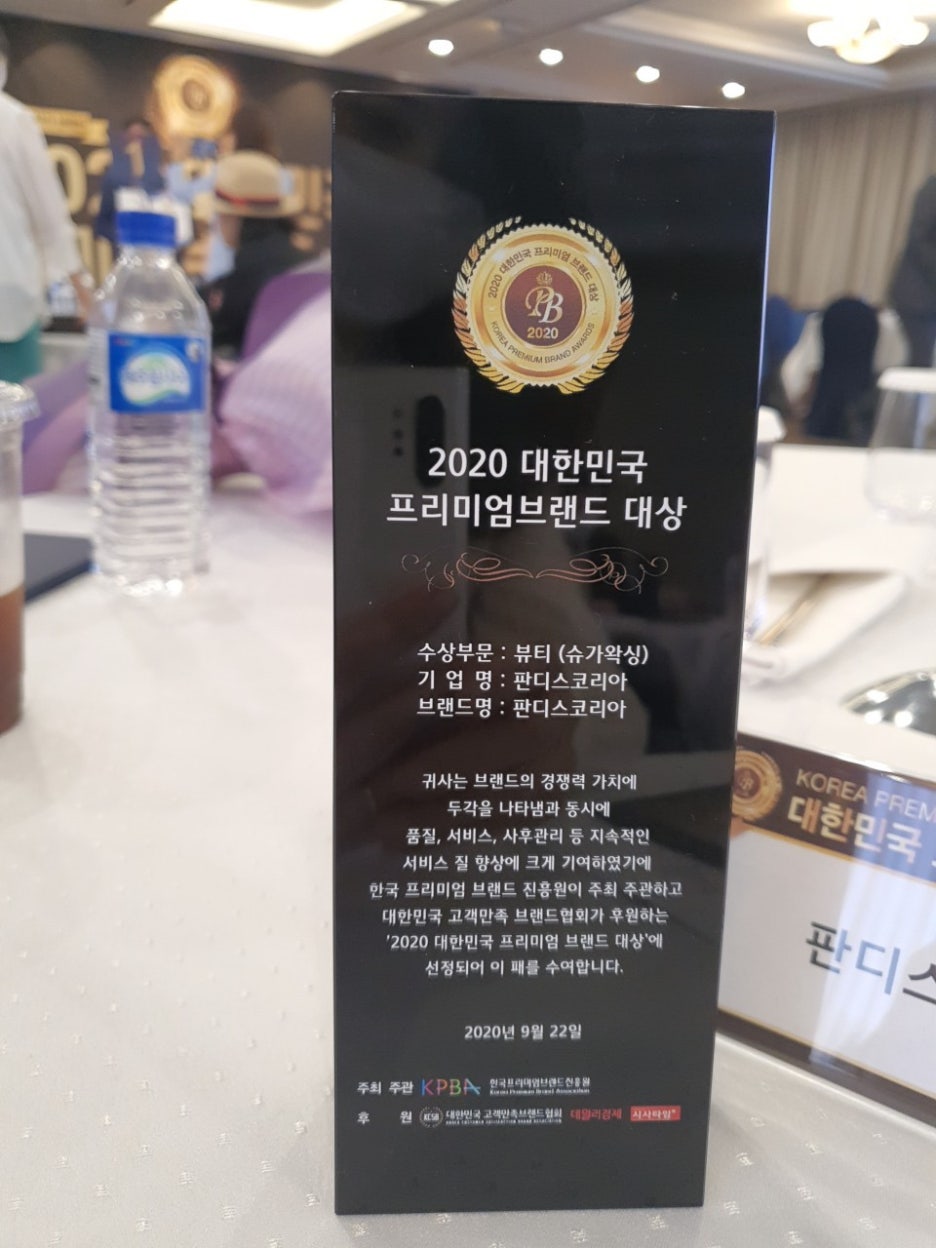 2020 대한민국 프리미엄 브랜드 대상
PB
2020
KOREA PREMIUM BRAND AWARDS
2020 대한민국
프리미엄브랜드 대상
수상부문 : 뷰티 (슈가왁싱)
기 업 명 : 판디스코리아
브랜드명 : 판디스코리아
귀사는 브랜드의 경쟁력 가치에
두각을 나타냄과 동시에
품질, 서비스, 사후관리 등 지속적인
서비스 질 향상에 크게 기여하였기에
한국 프리미엄 브랜드 진흥원이 주최 주관하고
대한민국 고객만족 브랜드협회가 후원하는
'2020 대한민국 프리미엄 브랜드 대상'에
선정되어 이 패를 수여합니다.
2020년 9월 22일
주최 주관 KPBA 한국프리미엄브랜드진흥원
Korea Premium Brand Association
후 원 KCSB 대한민국 고객만족브랜드협회 데일리경제 시사타임
KOREA PREM
대한민국
판디스